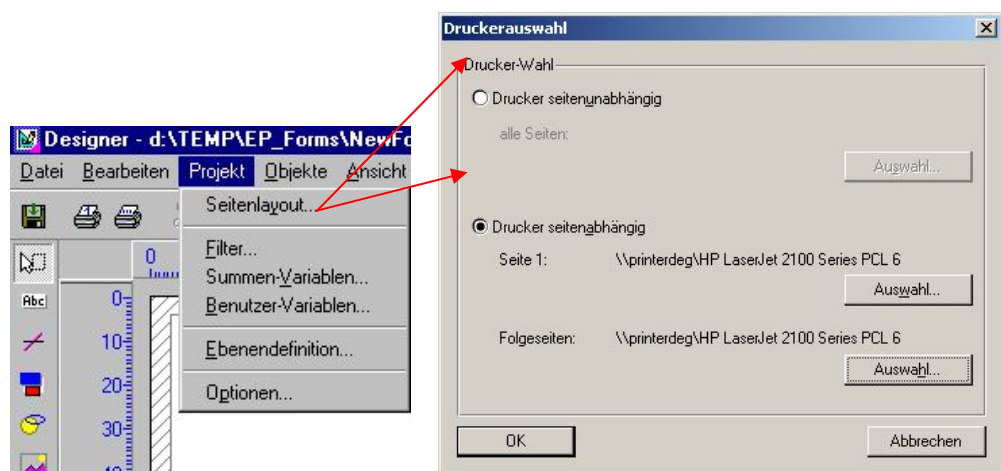 Designer - d:\TEMP\EP_Forms\NewFo
Datei Bearbeiten Projekt Objekte Ansicht
Seitenlayout...
Filter...
Summen-Variablen...
Benutzer-Variablen...
Ebenendefinition...
Optionen...
Abc
0
0
10
20
30
40
Druckerauswahl
Drucker-Wahl
Drucker seitenunabhängig
alle Seiten:
Auswahl...
Drucker seitenabhängig
Seite 1: \\printerdeg\HP LaserJet 2100 Series PCL 6
Auswahl...
Folgeseiten: \\printerdeg\HP LaserJet 2100 Series PCL 6
Auswahl...
OK Abbrechen